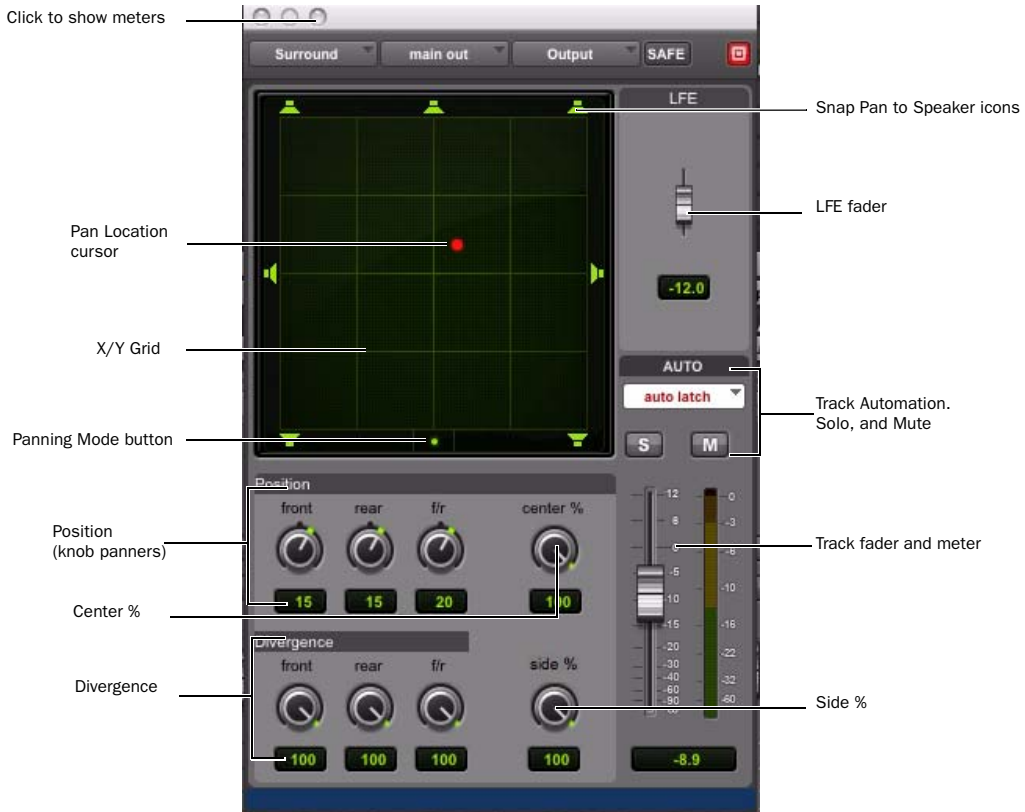 Click to show meters
Surround
main out
Output
SAFE
LFE
Snap Pan to Speaker icons
LFE fader
Pan Location
cursor
-12.0
X/Y Grid
AUTO
auto latch
Track Automation.
Solo, and Mute
Panning Mode button
S
M
Position
front
rear
f/r
center %
12
6
0
-5
-10
-15
-20
-30
-40
-60
-90
0
-3
-6
-10
-16
-22
-32
-60
Position
(knob panners)
Track fader and meter
15
15
20
100
Center %
Divergence
front
rear
f/r
side %
Divergence
Side %
100
100
100
100
-8.9